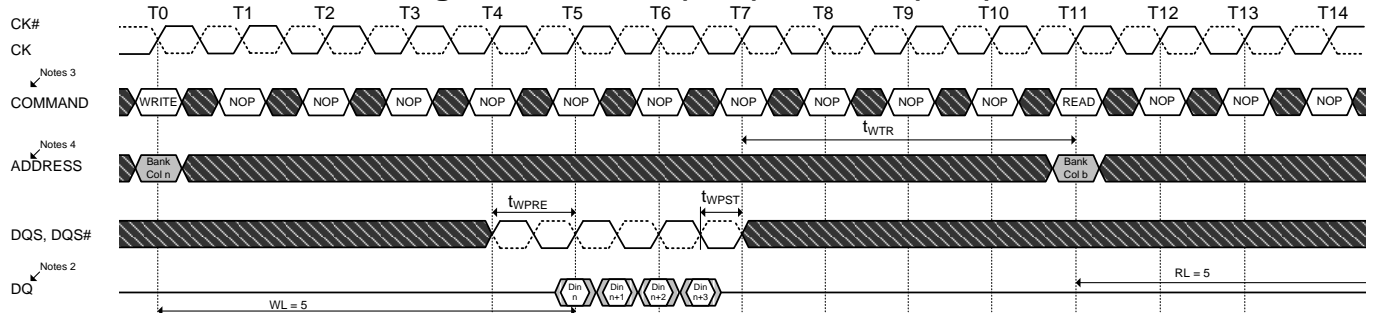 T0 T1 T2 T3 T4 T5 T6 T7 T8 T9 T10 T11 T12 T13 T14
CK#
CK
Notes 3
COMMAND WRITE NOP NOP NOP NOP NOP NOP NOP NOP NOP NOP READ NOP NOP NOP
tWTR
Notes 4
ADDRESS
Bank Bank
Col n Col b
tWPRE tWPST
DQS, DQS#
Notes 2
DQ
Din Din Din Din
n n+1 n+2 n+3
RL = 5
WL = 5